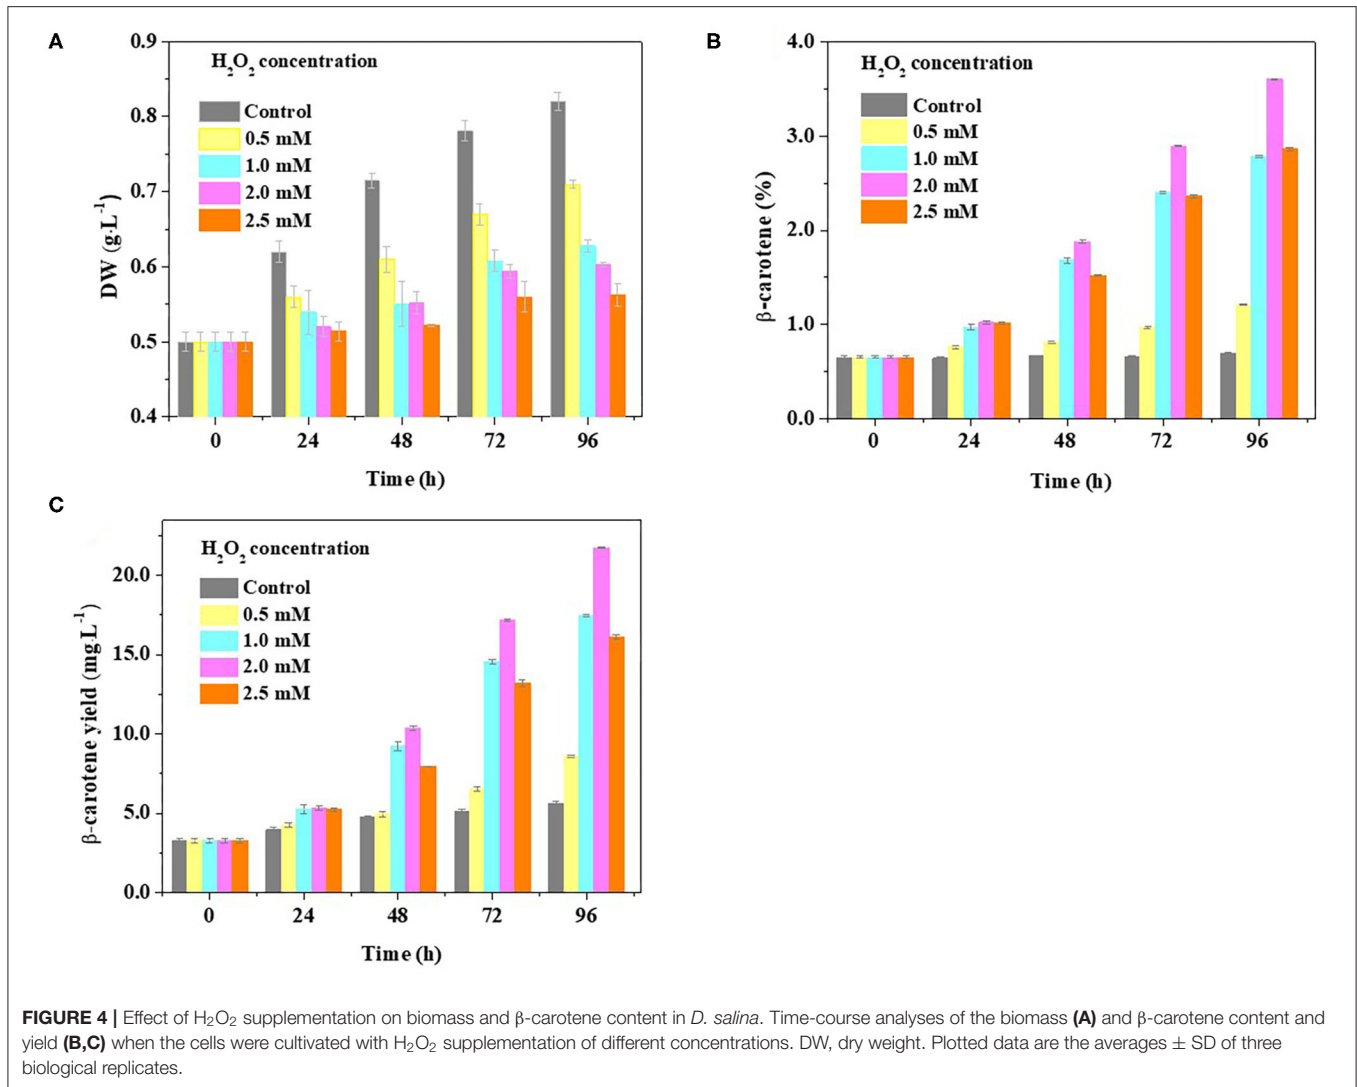 A
0.9
0.8
0.7
0.6
0.5
0.4
DW (g·L⁻¹)
H₂O₂ concentration
Control
0.5 mM
1.0 mM
2.0 mM
2.5 mM
0 24 48 72 96
Time (h)
B
4.0
3.0
2.0
1.0
0.0
β-carotene (%)
H₂O₂ concentration
Control
0.5 mM
1.0 mM
2.0 mM
2.5 mM
0 24 48 72 96
Time (h)
C
20.0
15.0
10.0
5.0
0.0
β-carotene yield (mg·L⁻¹)
H₂O₂ concentration
Control
0.5 mM
1.0 mM
2.0 mM
2.5 mM
0 24 48 72 96
Time (h)
FIGURE 4 | Effect of H₂O₂ supplementation on biomass and β-carotene content in D. salina. Time-course analyses of the biomass (A) and β-carotene content and
yield (B,C) when the cells were cultivated with H₂O₂ supplementation of different concentrations. DW, dry weight. Plotted data are the averages ± SD of three
biological replicates.